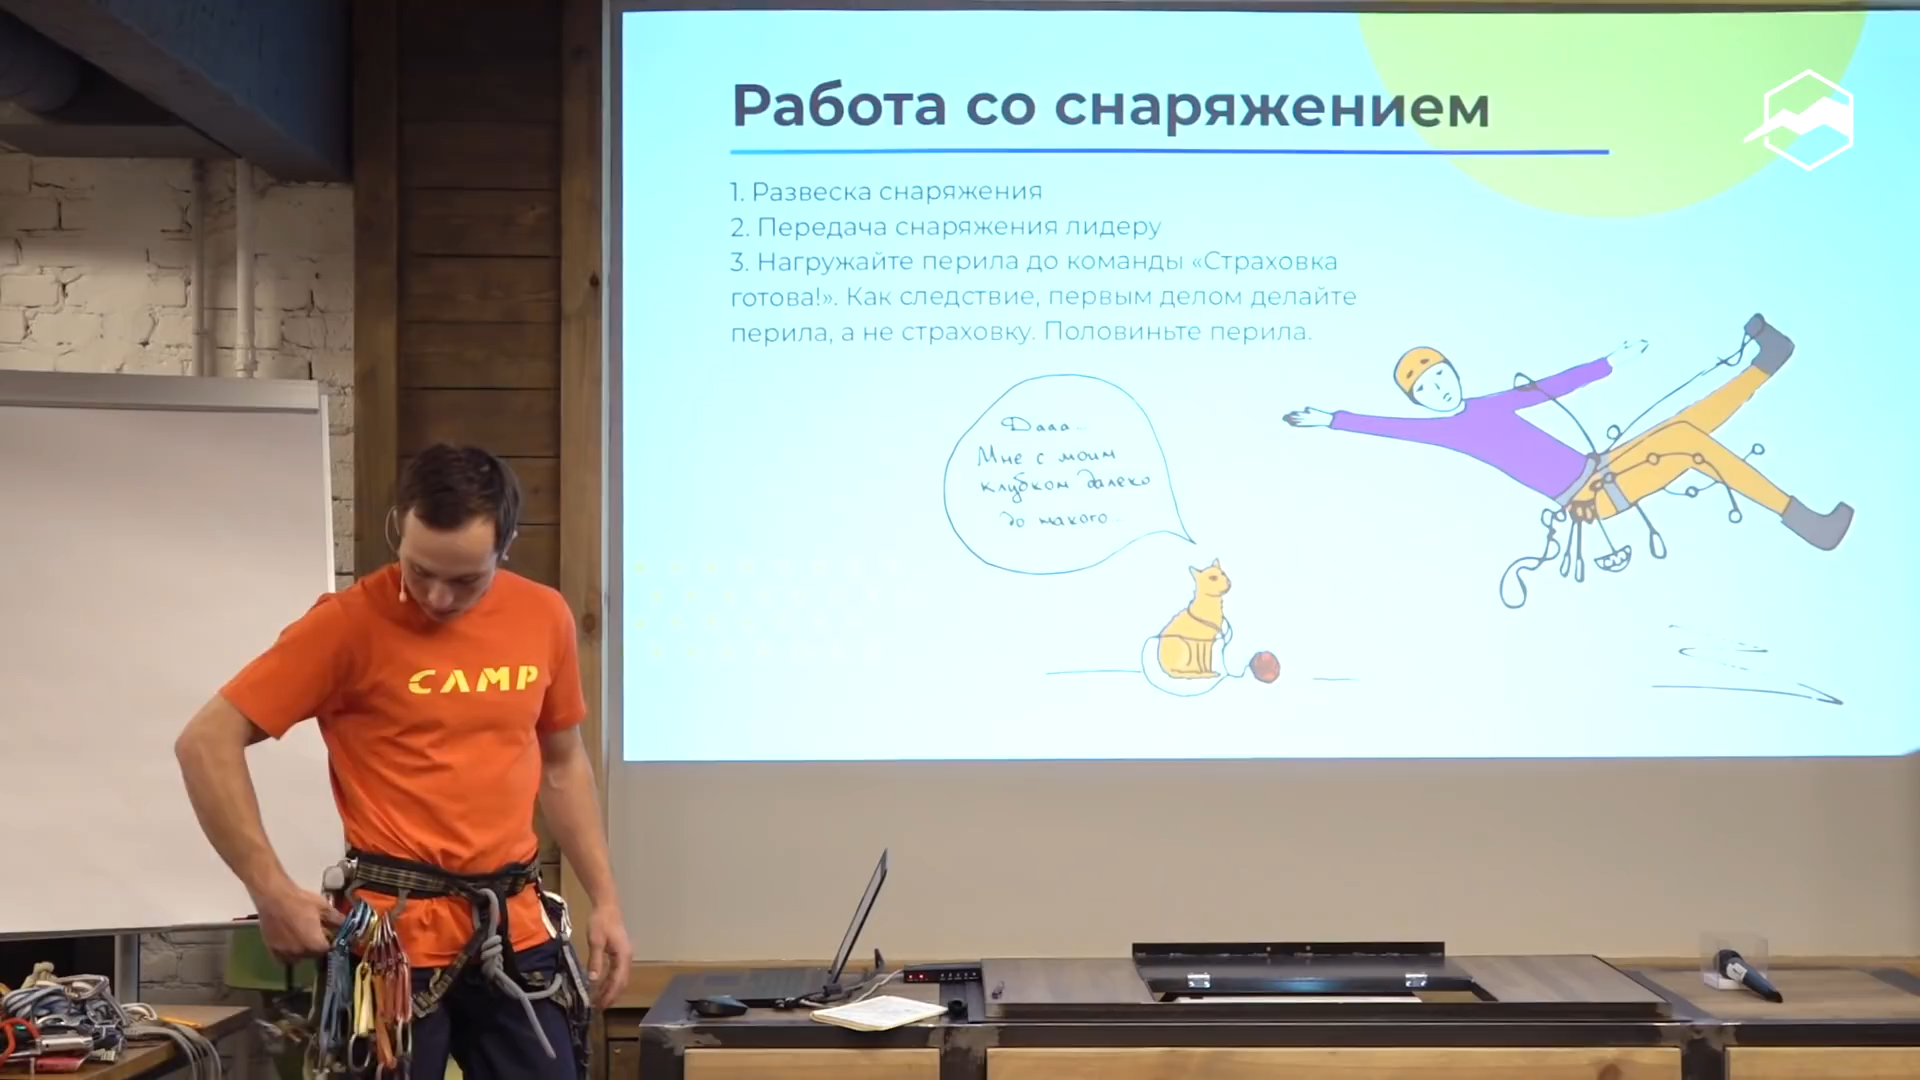 Работа со снаряжением
1. Развеска снаряжения
2. Передача снаряжения лидеру
3. Нагружайте перила до команды «Страховка
готова!». Как следствие, первым делом делайте
перила, а не страховку. Половиньте перила.
Дааа...
Мне с моим
клубком далеко
до такого...
CAMP